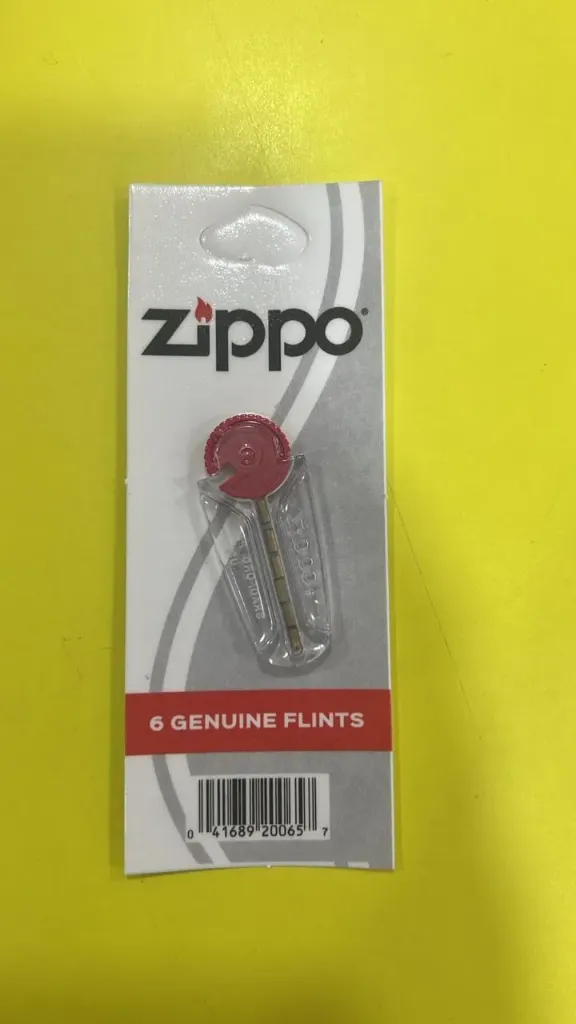 zippo®
6 GENUINE FLINTS
0 41689 20065 7